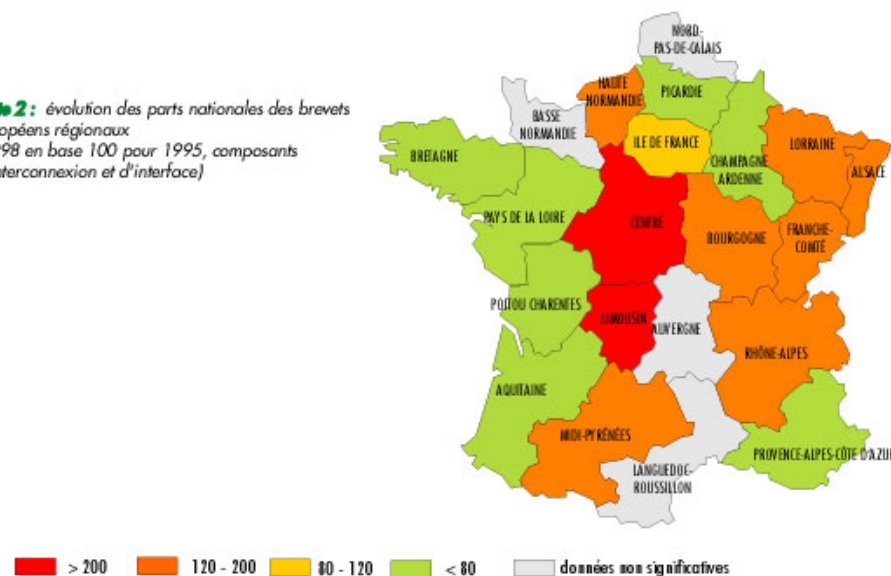 2 : évolution des parts nationales des brevets
opéens régionaux
98 en base 100 pour 1995, composants
terconnexion et d'interface)
NORD-
PAS-DE-CALAIS
HAUTE
NORMANDIE
PICARDIE
BASSE
NORMANDIE
ILE DE FRANCE
CHAMPAGNE
ARDENNE
LORRAINE
ALSACE
BRETAGNE
PAYS DE LA LOIRE
CENTRE
BOURGOGNE
FRANCHE-
COMTÉ
POITOU CHARENTES
LIMOUSIN
AUVERGNE
RHÔNE-ALPES
AQUITAINE
MIDI-PYRÉNÉES
LANGUEDOC-
ROUSSILLON
PROVENCE-ALPES-CÔTE D'AZUR
> 200
120 - 200
80 - 120
< 80
données non significatives